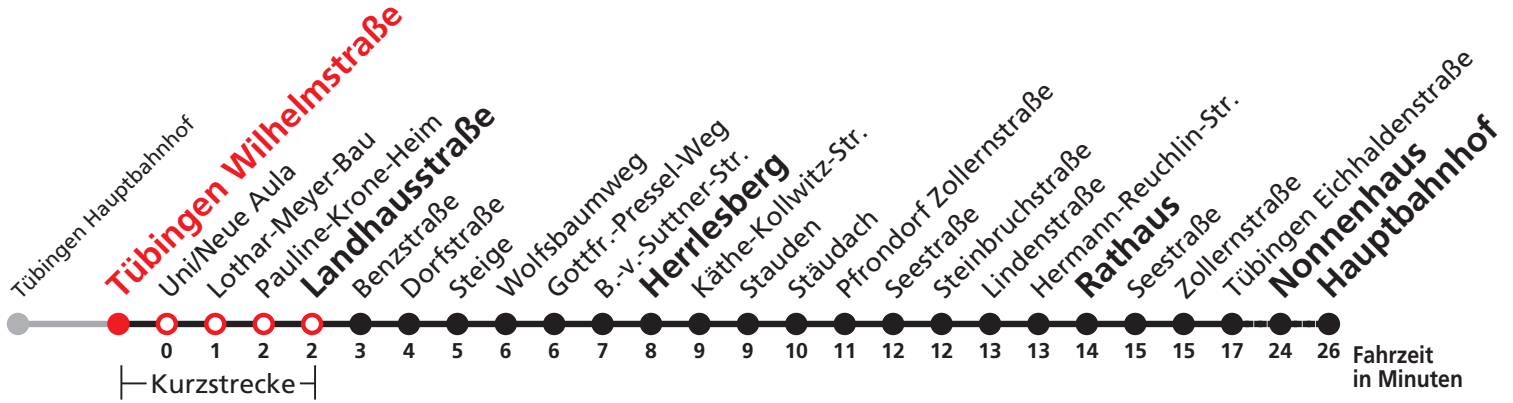 Tübingen Hauptbahnhof
Tübingen Wilhelmstraße
Uni/Neue Aula
Lothar-Meyer-Bau
Pauline-Krone-Heim
Landhausstraße
Benzstraße
Dorfstraße
Steige
Wolfsbaumweg
Gottfr.-Pressel-Weg
B.-v.-Suttner-Str.
Herrlesberg
Käthe-Kollwitz-Str.
Stauden
Stäudach
Pfrondorf Zollernstraße
Seestraße
Steinbruchstraße
Lindenstraße
Hermann-Reuchlin-Str.
Rathaus
Seestraße
Zollernstraße
Tübingen Eichhaldenstraße
Nonnenhaus
Hauptbahnhof
0 1 2 2 3 4 5 6 6 7 8 9 9 10 11 12 12 13 13 14 15 15 17 24 26 Fahrzeit
in Minuten
Kurzstrecke